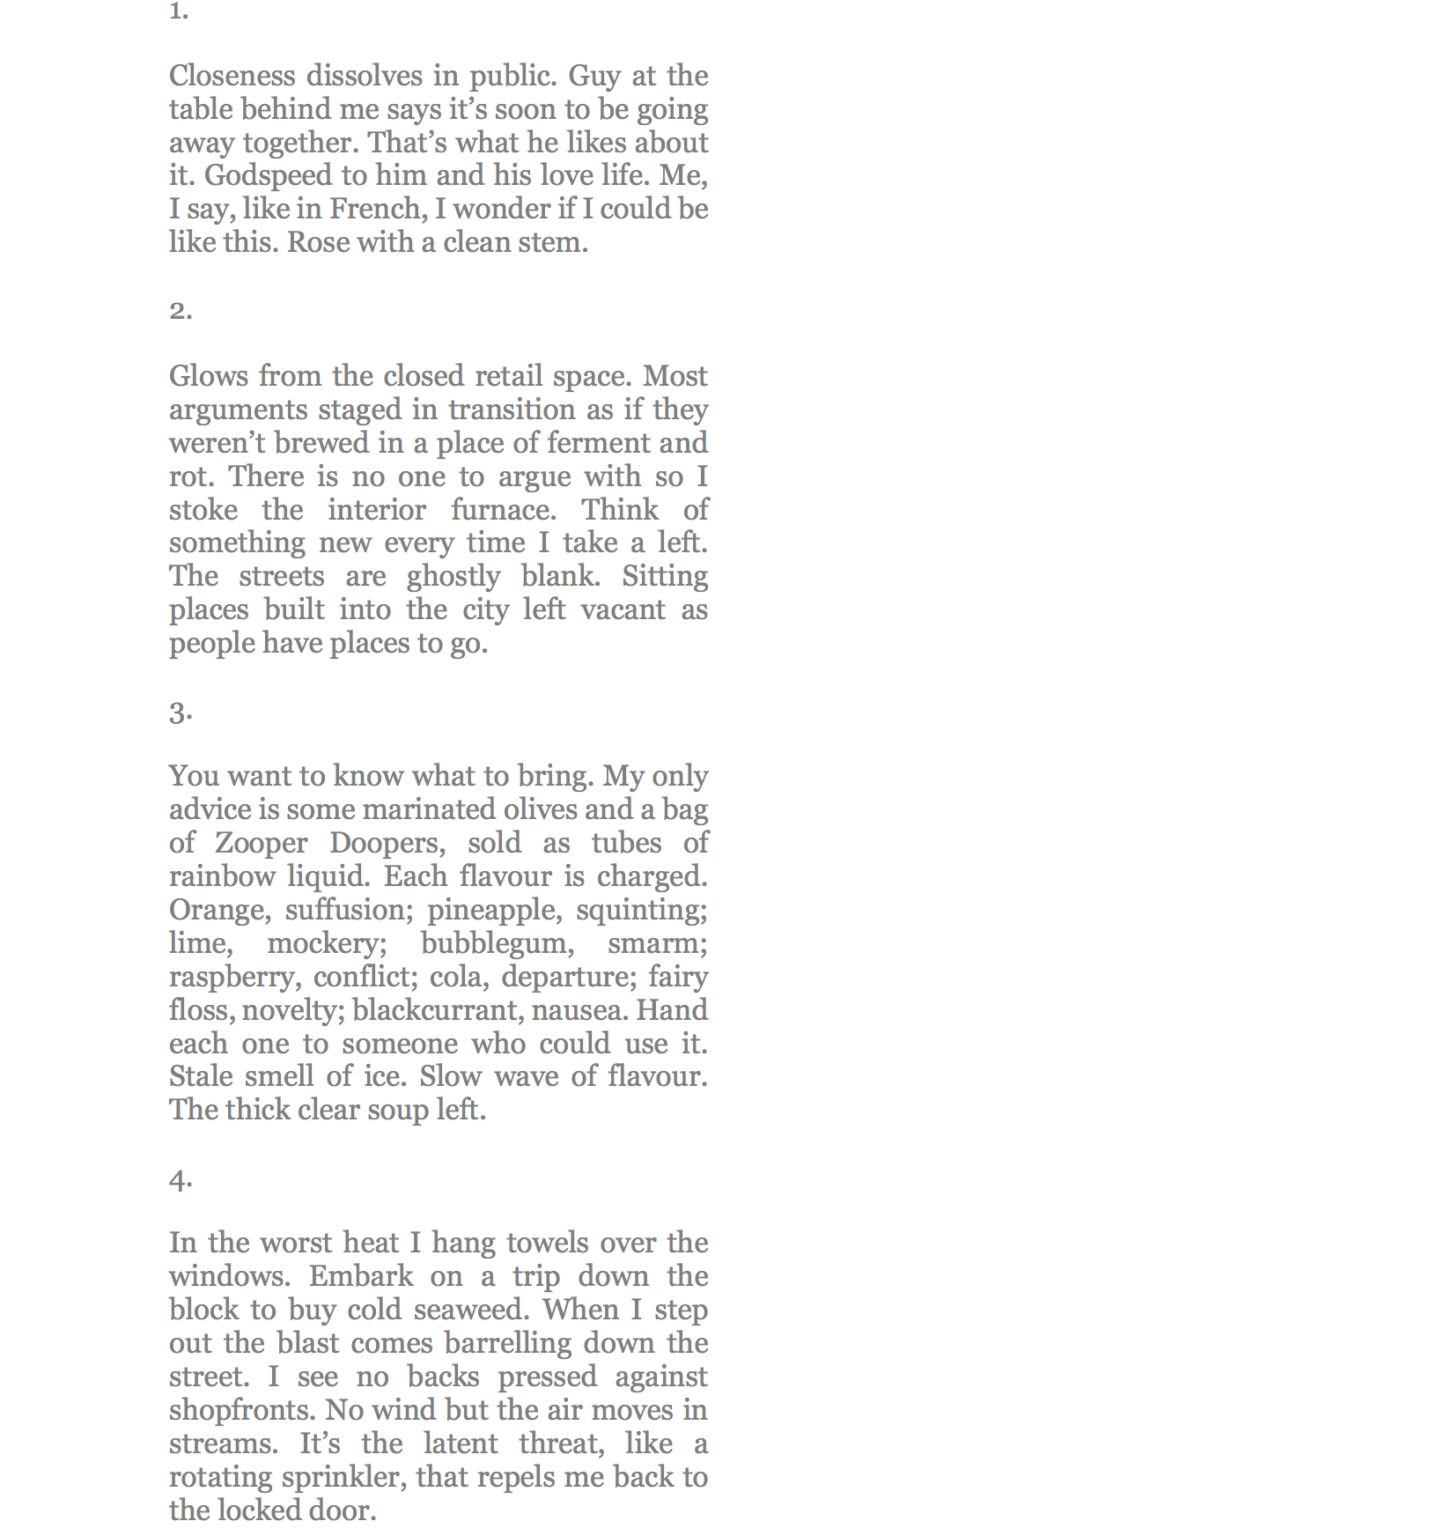 1.
Closeness dissolves in public. Guy at the
table behind me says it’s soon to be going
away together. That’s what he likes about
it. Godspeed to him and his love life. Me,
I say, like in French, I wonder if I could be
like this. Rose with a clean stem.
2.
Glows from the closed retail space. Most
arguments staged in transition as if they
weren’t brewed in a place of ferment and
rot. There is no one to argue with so I
stoke the interior furnace. Think of
something new every time I take a left.
The streets are ghostly blank. Sitting
places built into the city left vacant as
people have places to go.
3.
You want to know what to bring. My only
advice is some marinated olives and a bag
of Zooper Doopers, sold as tubes of
rainbow liquid. Each flavour is charged.
Orange, suffusion; pineapple, squinting;
lime, mockery; bubblegum, smarm;
raspberry, conflict; cola, departure; fairy
floss, novelty; blackcurrant, nausea. Hand
each one to someone who could use it.
Stale smell of ice. Slow wave of flavour.
The thick clear soup left.
4.
In the worst heat I hang towels over the
windows. Embark on a trip down the
block to buy cold seaweed. When I step
out the blast comes barrelling down the
street. I see no backs pressed against
shopfronts. No wind but the air moves in
streams. It’s the latent threat, like a
rotating sprinkler, that repels me back to
the locked door.